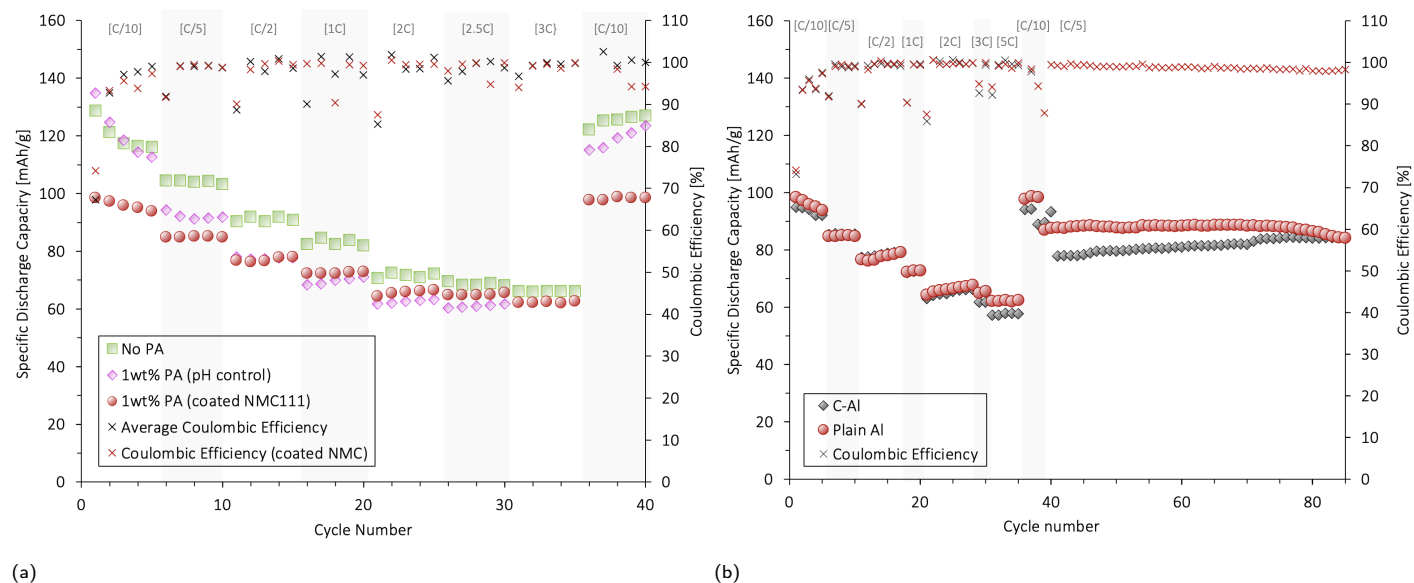 [C/10] [C/5] [C/2] [1C] [2C] [2.5C] [3C} [C/10]
160
140
120
100
80
60
40
20
0
Specific Discharge Capaciry [mAh/g]
110
100
90
80
70
60
50
40
30
20
10
0
Coulombic Efficiency [%]
No PA
1wt% PA (pH control)
1wt% PA (coated NMC111)
Average Coulombic Efficiency
Coulombic Efficiency (coated NMC)
0 10 20 30 40
Cycle Number
(a)
[C/10] [C/5] [C/2] [1C] [2C] [3C] [5C] [C/10] [C/5]
160
140
120
100
80
60
40
20
0
Specific Discharge Capacity [mAh/g]
110
100
90
80
70
60
50
40
30
20
10
0
Coulombic Efficiency [%]
C-Al
Plain Al
Coulombic Efficiency
0 20 40 60 80
Cycle number
(b)